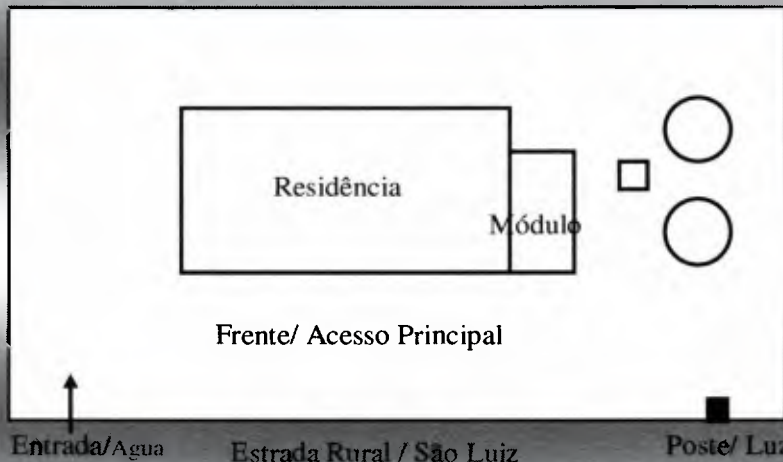 Residência
Módulo
Frente/ Acesso Principal
Entrada/Agua
Estrada Rural / São Luiz
Poste/ Luz